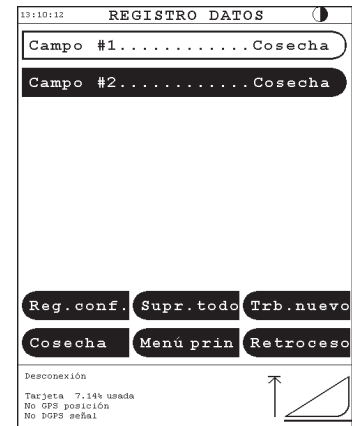 13:10:12 REGISTRO DATOS
Campo #1............Cosecha
Campo #2............Cosecha
Reg.conf. Supr.todo Trb.nuevo
Cosecha Menú prin Retroceso
Desconexión
Tarjeta 7.14% usada
No GPS posición
No DGPS señal